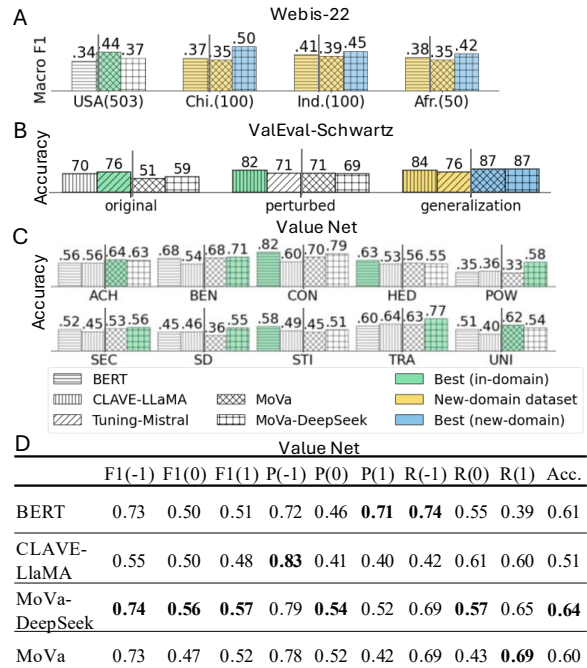 A
Webis-22
Macro F1
.34 .44 .37 .37 .35 .50 .41 .39 .45 .38 .35 .42
USA(503) Chi.(100) Ind.(100) Afr.(50)
B
ValEval-Schwartz
Accuracy
70 76 51 59 82 71 71 69 84 76 87 87
original perturbed generalization
C
Value Net
Accuracy
.56 .56 .64 .63 .68 .54 .68 .71 .82 .60 .70 .79 .63 .53 .56 .55 .35 .36 .33 .58
ACH BEN CON HED POW
.52 .45 .53 .56 .45 .46 .36 .55 .58 .49 .45 .51 .60 .64 .63 .77 .51 .40 .62 .54
SEC SD STI TRA UNI
BERT Best (in-domain)
CLAVE-LLaMA MoVa New-domain dataset
Tuning-Mistral MoVa-DeepSeek Best (new-domain)
D
Value Net
F1(-1) F1(0) F1(1) P(-1) P(0) P(1) R(-1) R(0) R(1) Acc.
BERT 0.73 0.50 0.51 0.72 0.46 0.71 0.74 0.55 0.39 0.61
CLAVE-
LLaMA 0.55 0.50 0.48 0.83 0.41 0.40 0.42 0.61 0.60 0.51
MoVa-
DeepSeek 0.74 0.56 0.57 0.79 0.54 0.52 0.69 0.57 0.65 0.64
MoVa 0.73 0.47 0.52 0.78 0.52 0.42 0.69 0.43 0.69 0.60